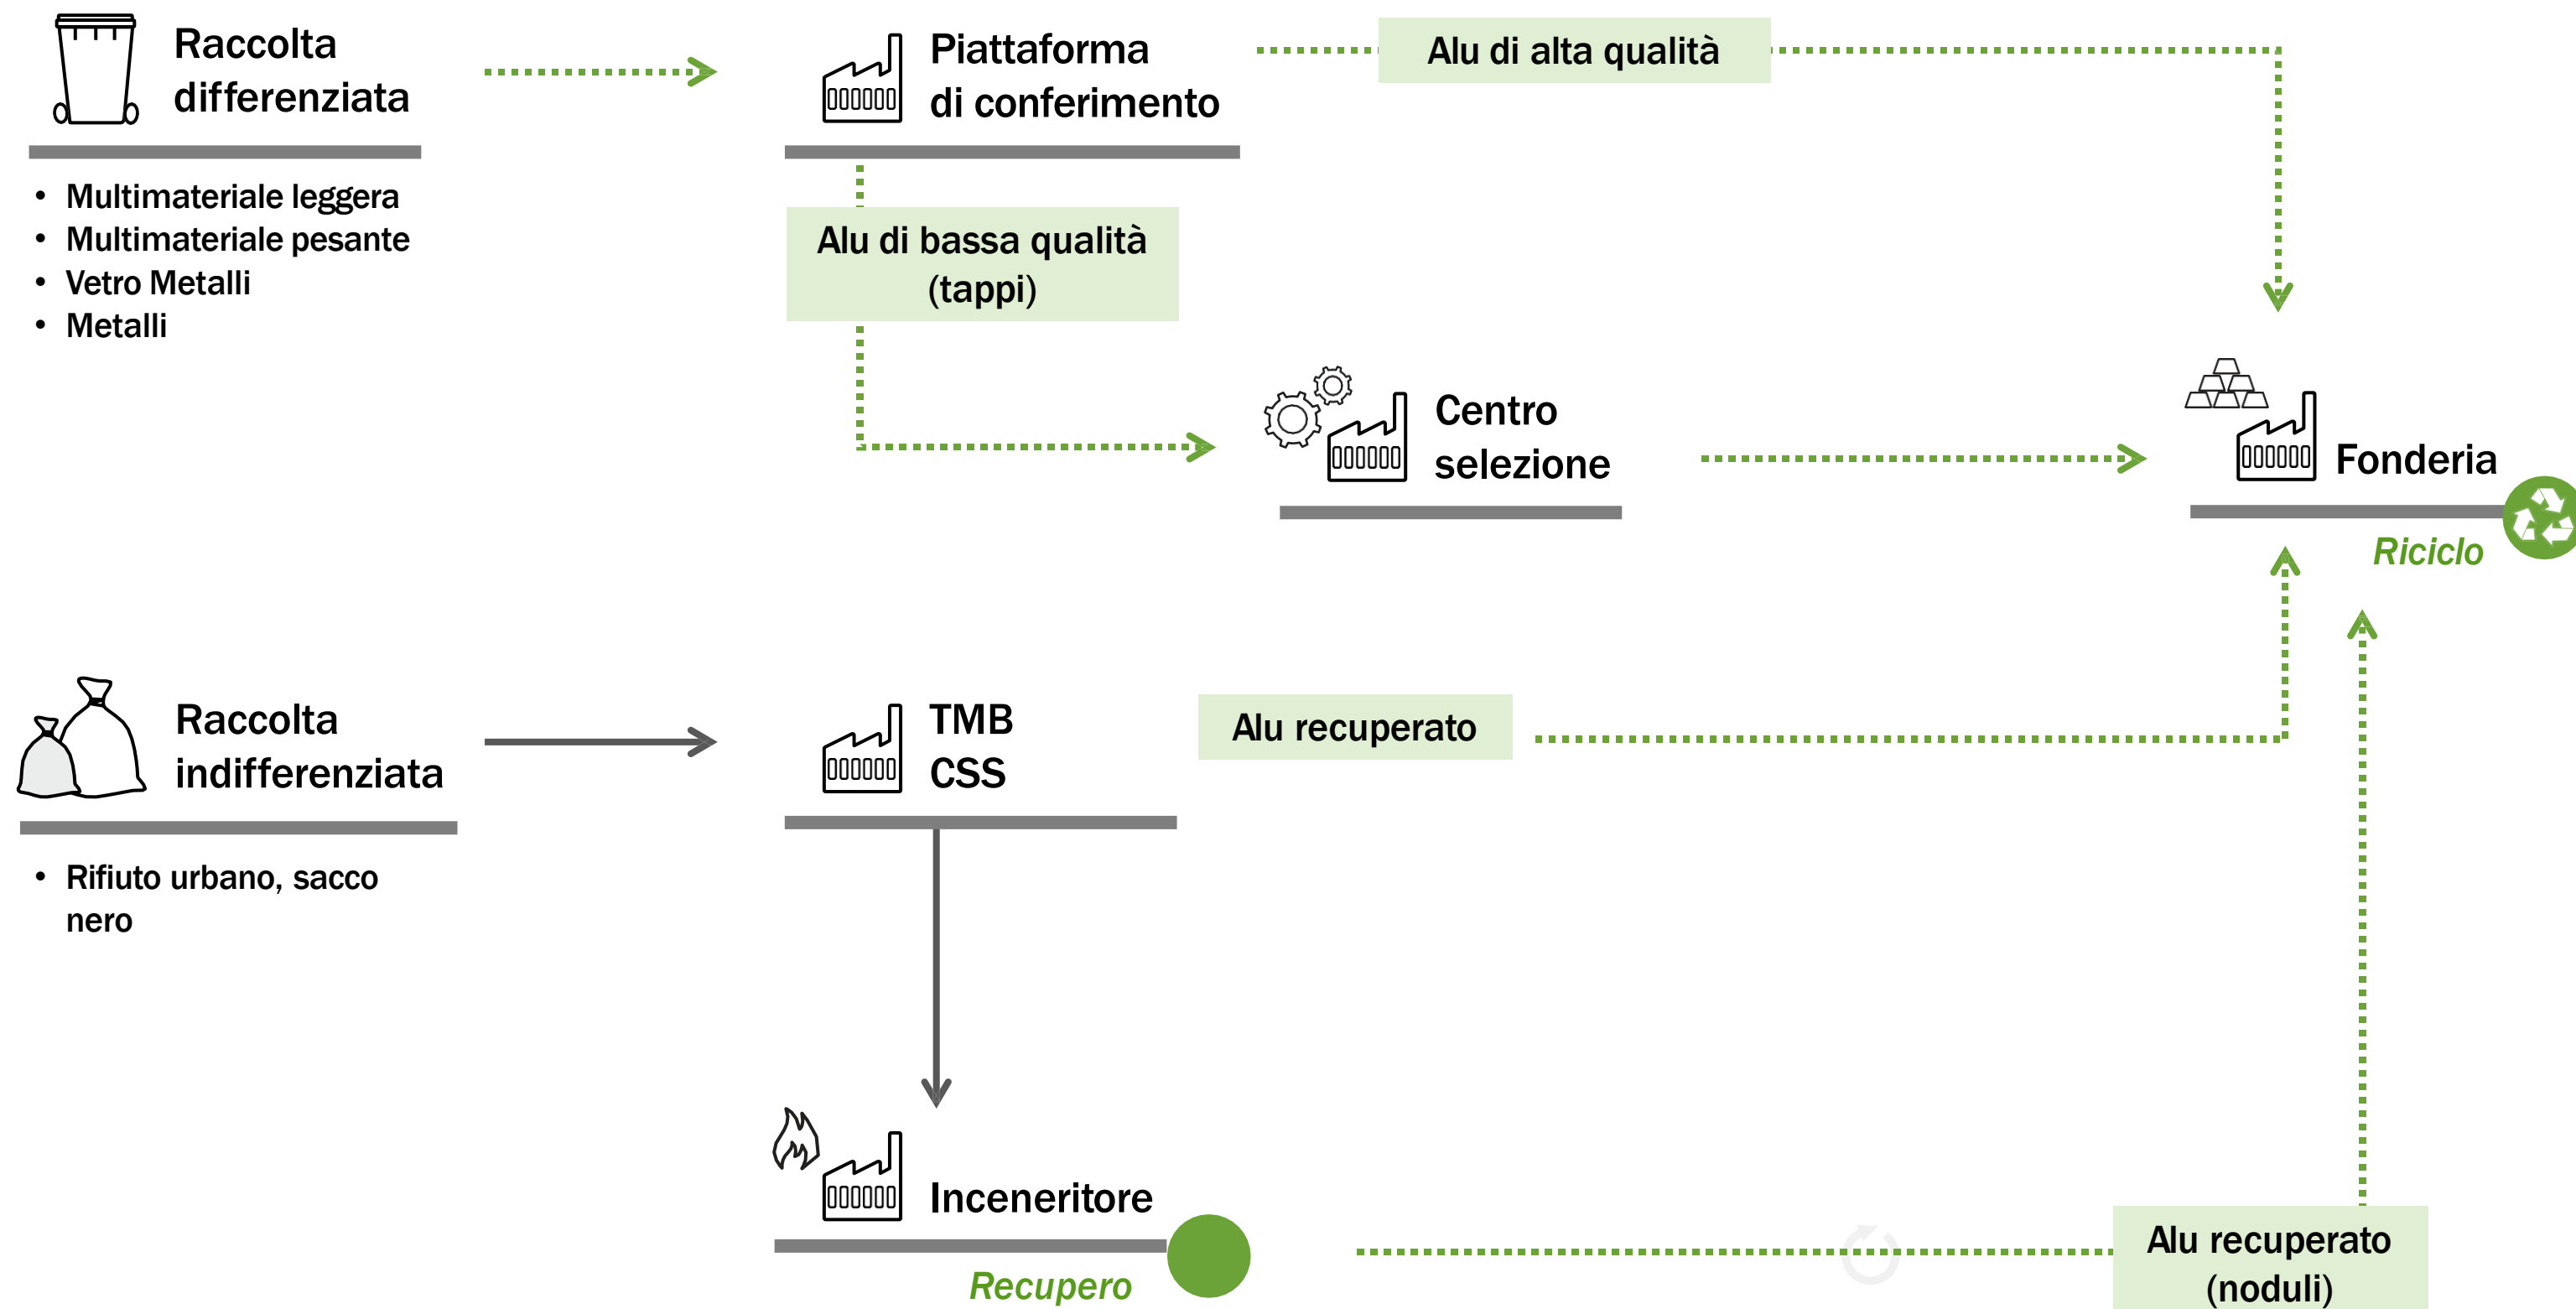 Raccolta
differenziata
• Multimateriale leggera
• Multimateriale pesante
• Vetro Metalli
• Metalli
Piattaforma
di conferimento
Alu di alta qualità
Alu di bassa qualità
(tappi)
Centro
selezione
Fonderia
Riciclo
Raccolta
indifferenziata
• Rifiuto urbano, sacco
nero
TMB
CSS
Alu recuperato
Inceneritore
Recupero
Alu recuperato
(noduli)